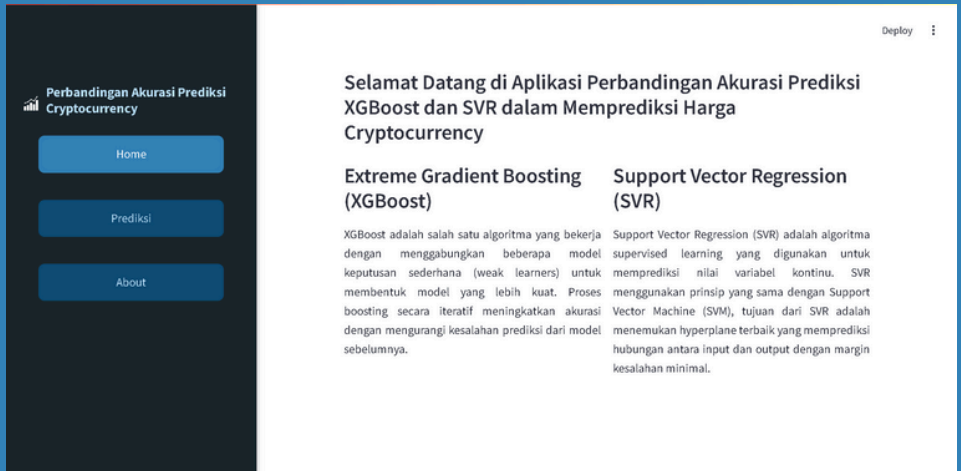 Deploy
Perbandingan Akurasi Prediksi
Cryptocurrency
Home
Prediksi
About
Selamat Datang di Aplikasi Perbandingan Akurasi Prediksi
XGBoost dan SVR dalam Memprediksi Harga
Cryptocurrency
Extreme Gradient Boosting
(XGBoost)
XGBoost adalah salah satu algoritma yang bekerja
dengan menggabungkan beberapa model
keputusan sederhana (weak learners) untuk
membentuk model yang lebih kuat. Proses
boosting secara iteratif meningkatkan akurasi
dengan mengurangi kesalahan prediksi dari model
sebelumnya.
Support Vector Regression
(SVR)
Support Vector Regression (SVR) adalah algoritma
supervised learning yang digunakan untuk
memprediksi nilai variabel kontinu. SVR
menggunakan prinsip yang sama dengan Support
Vector Machine (SVM), tujuan dari SVR adalah
menemukan hyperplane terbaik yang memprediksi
hubungan antara input dan output dengan margin
kesalahan minimal.